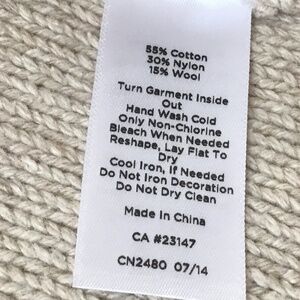 55% Cotton
30% Nylon
15% Wool
Turn Garment Inside
Out
Hand Wash Cold
Only Non-Chlorine
Bleach When Needed
Reshape, Lay Flat To
Dry
Cool Iron, If Needed
Do Not Iron Decoration
Do Not Dry Clean
Made In China
CA #23147
CN2480 07/14